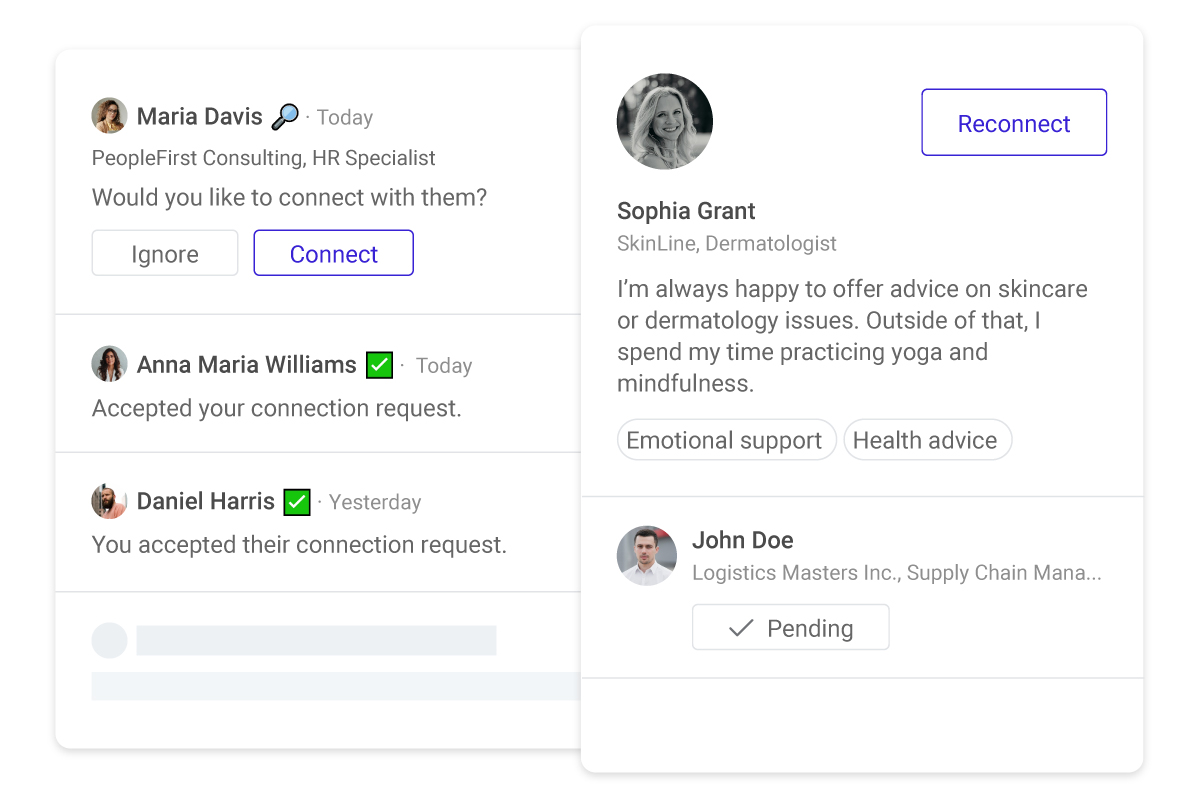 Maria Davis 🔎 · Today
PeopleFirst Consulting, HR Specialist
Would you like to connect with them?
Ignore
Connect
Anna Maria Williams ✅ · Today
Accepted your connection request.
Daniel Harris ✅ · Yesterday
You accepted their connection request.
Reconnect
Sophia Grant
SkinLine, Dermatologist
I’m always happy to offer advice on skincare
or dermatology issues. Outside of that, I
spend my time practicing yoga and
mindfulness.
Emotional support
Health advice
John Doe
Logistics Masters Inc., Supply Chain Mana...
Pending